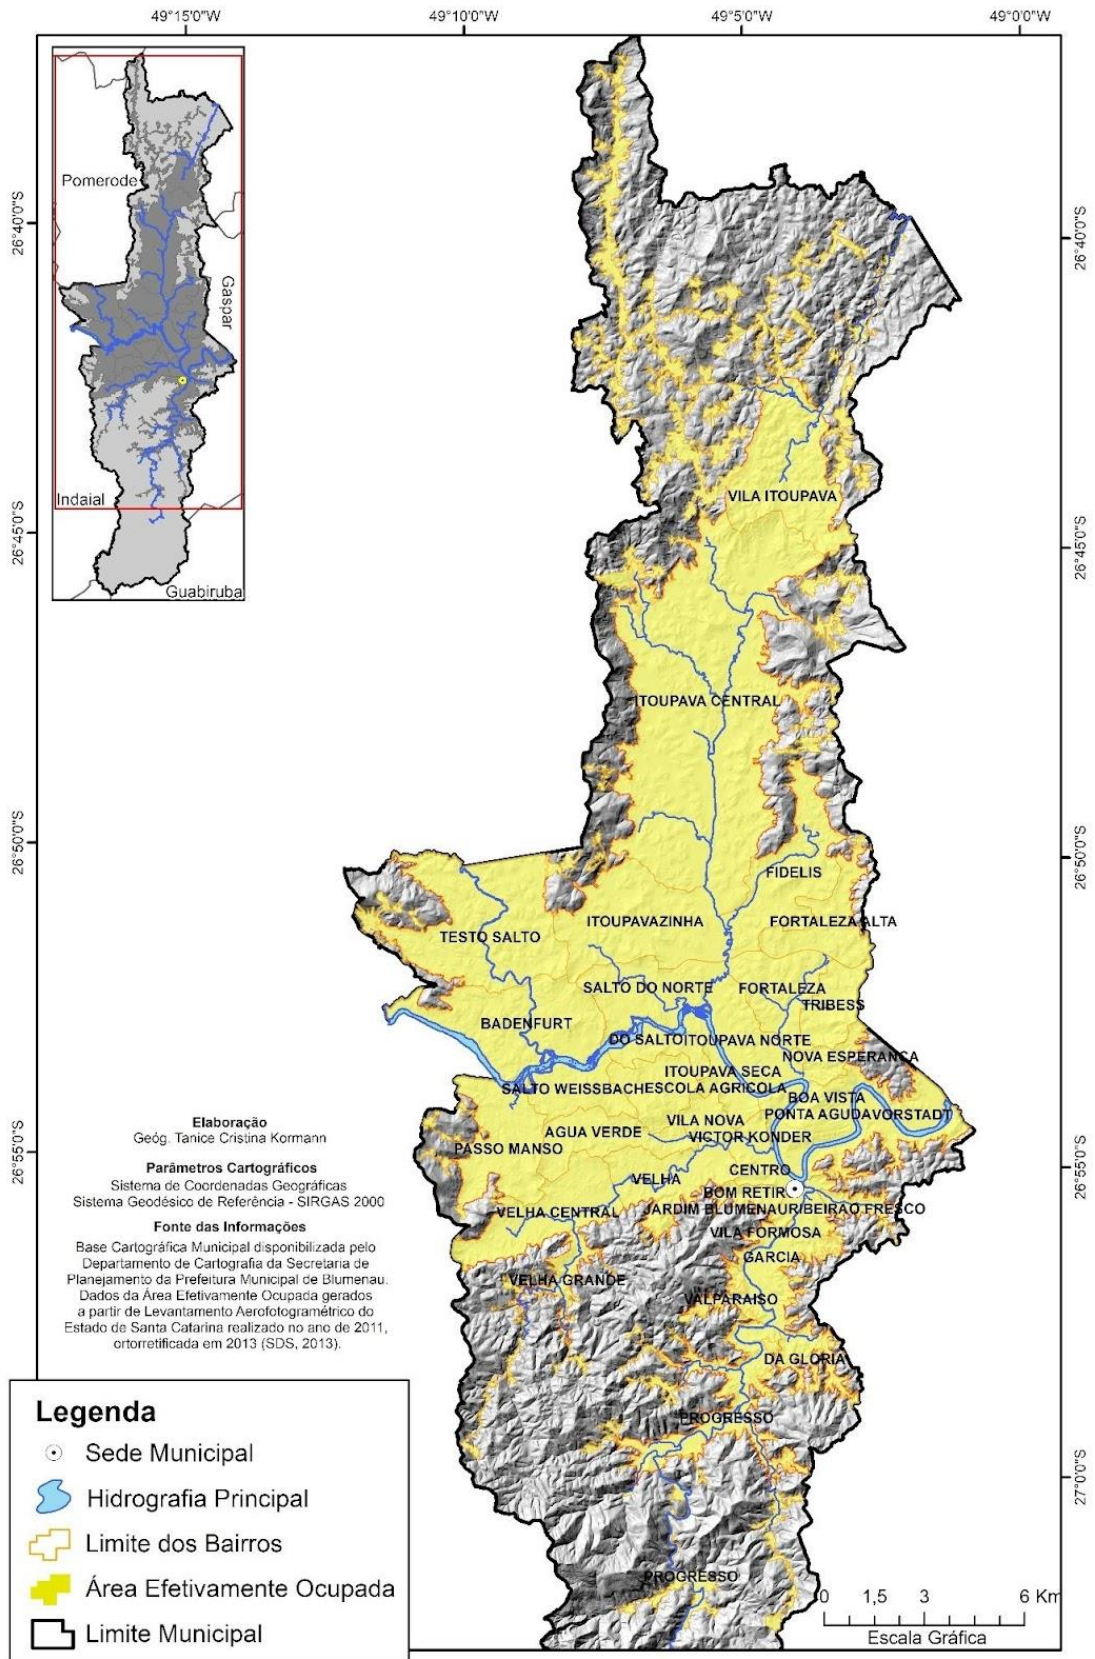 49°15'0"W
49°10'0"W
49°5'0"W
49°0'0"W
26°40'0"S
26°45'0"S
26°50'0"S
26°55'0"S
26°40'0"S
26°45'0"S
26°50'0"S
26°55'0"S
27°0'0"S
Pomerode
Gaspar
Indaial
Guabiruba
VILA ITOUPAVA
ITOUPAVA CENTRAL
FIDELIS
ITOUPAVAZINHA
FORTALEZA ALTA
TESTO SALTO
SALTO DO NORTE
FORTALEZA
TRIBESS
BADENFURT
DO SALTO
ITOUPAVA NORTE
NOVA ESPERANÇA
ITOUPAVA SECA
SALTO WEISSBACH
ESCOLA AGRÍCOLA
BOA VISTA
PONTA AGUDA
VORSTADT
VILA NOVA
AGUA VERDE
VICTOR KONDER
PASSO MANSO
CENTRO
VELHA
BOM RETIR
VELHA CENTRAL
JARDIM BLUMENAU
RIBEIRÃO FRESCO
VILA FORMOSA
GARCIA
VELHA GRANDE
VALPARAISO
DA GLORIA
PROGRESSO
PROGRESSO
Elaboração
Geóg. Tanice Cristina Kormann
Parâmetros Cartográficos
Sistema de Coordenadas Geográficas
Sistema Geodésico de Referência - SIRGAS 2000
Fonte das Informações
Base Cartográfica Municipal disponibilizada pelo
Departamento de Cartografia da Secretaria de
Planejamento da Prefeitura Municipal de Blumenau.
Dados da Área Efetivamente Ocupada gerados
a partir de Levantamento Aerofotogramétrico do
Estado de Santa Catarina realizado no ano de 2011,
ortorretificada em 2013 (SDS, 2013).
Legenda
Sede Municipal
Hidrografia Principal
Limite dos Bairros
Área Efetivamente Ocupada
Limite Municipal
0 1,5 3 6 Km
Escala Gráfica